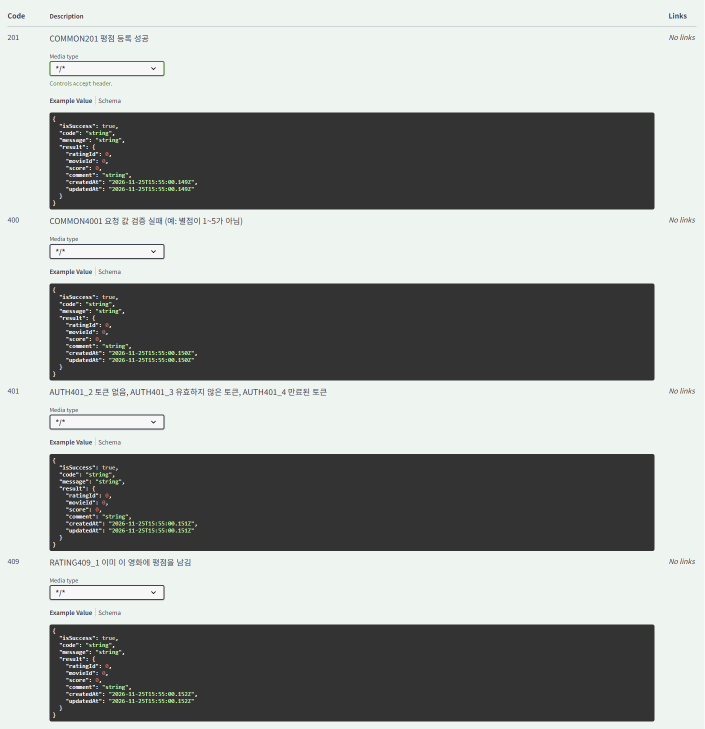 Code Description Links
201 COMMON201 평점 등록 성공 No links
Media type
*/*
Controls Accept header.
Example Value Schema
{
"isSuccess": true,
"code": "string",
"message": "string",
"result": {
"ratingId": 0,
"movieId": 0,
"score": 0,
"comment": "string",
"createdAt": "2026-11-25T15:55:00.149Z",
"updatedAt": "2026-11-25T15:55:00.149Z"
}
}
400 COMMON4001 요청 값 검증 실패 (예: 별점이 1~5가 아님) No links
Media type
*/*
Example Value Schema
{
"isSuccess": true,
"code": "string",
"message": "string",
"result": {
"ratingId": 0,
"movieId": 0,
"score": 0,
"comment": "string",
"createdAt": "2026-11-25T15:55:00.150Z",
"updatedAt": "2026-11-25T15:55:00.150Z"
}
}
401 AUTH401_2 토큰 없음, AUTH401_3 유효하지 않은 토큰, AUTH401_4 만료된 토큰 No links
Media type
*/*
Example Value Schema
{
"isSuccess": true,
"code": "string",
"message": "string",
"result": {
"ratingId": 0,
"movieId": 0,
"score": 0,
"comment": "string",
"createdAt": "2026-11-25T15:55:00.151Z",
"updatedAt": "2026-11-25T15:55:00.151Z"
}
}
409 RATING409_1 이미 이 영화에 평점을 남김 No links
Media type
*/*
Example Value Schema
{
"isSuccess": true,
"code": "string",
"message": "string",
"result": {
"ratingId": 0,
"movieId": 0,
"score": 0,
"comment": "string",
"createdAt": "2026-11-25T15:55:00.152Z",
"updatedAt": "2026-11-25T15:55:00.152Z"
}
}